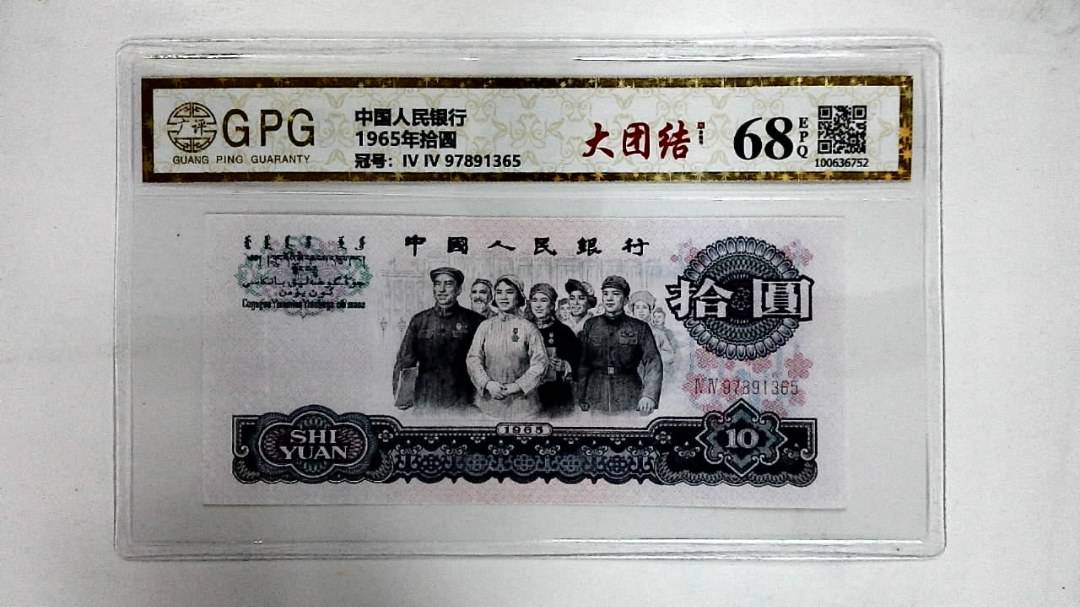 广评
GPG
GUANG PING GUARANTY
中国人民银行
1965年拾圆
冠号：IV IV 97891365
大团结
68
EPQ
100636752
中國人民銀行
拾圓
IV IV 97891365
1965
SHI
YUAN
10